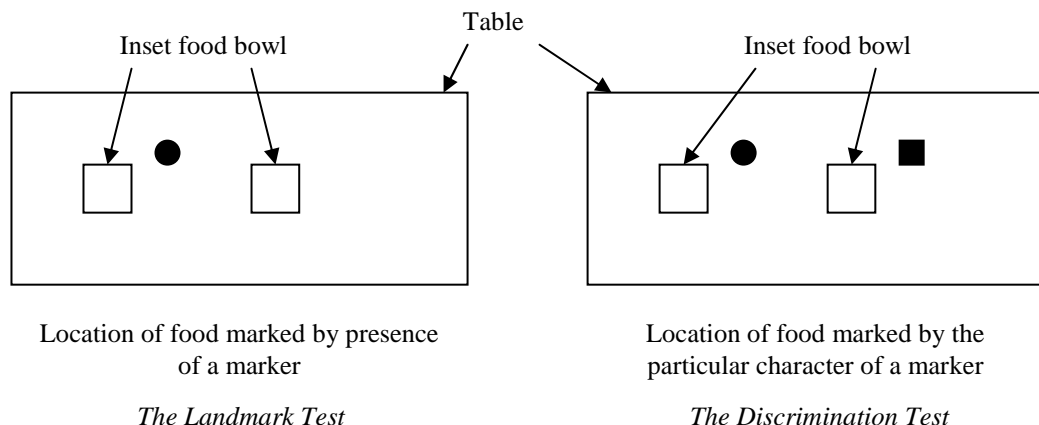 Table
Inset food bowl
Inset food bowl
Location of food marked by presence
of a marker
The Landmark Test
Location of food marked by the
particular character of a marker
The Discrimination Test